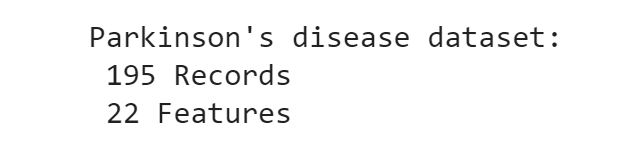 Parkinson's disease dataset:
195 Records
22 Features